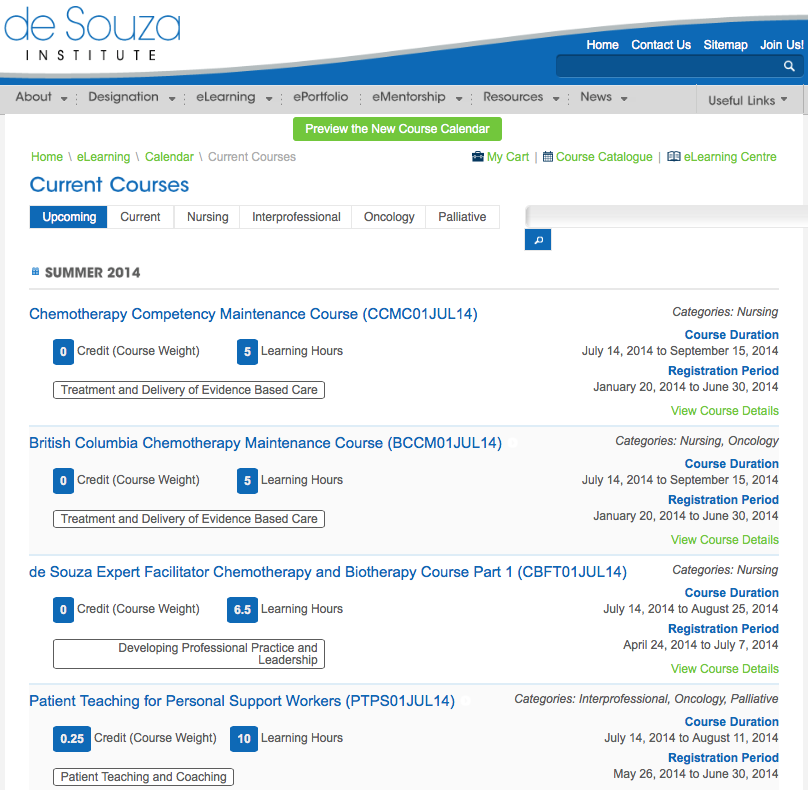 de Souza
INSTITUTE
Home Contact Us Sitemap Join Us!
About Designation eLearning ePortfolio eMentorship Resources News Useful Links
Preview the New Course Calendar
Home \ eLearning \ Calendar \ Current Courses My Cart | Course Catalogue | eLearning Centre
Current Courses
Upcoming Current Nursing Interprofessional Oncology Palliative
SUMMER 2014
Chemotherapy Competency Maintenance Course (CCMC01JUL14) Categories: Nursing
Course Duration
0 Credit (Course Weight) 5 Learning Hours July 14, 2014 to September 15, 2014
Registration Period
Treatment and Delivery of Evidence Based Care January 20, 2014 to June 30, 2014
View Course Details
British Columbia Chemotherapy Maintenance Course (BCCM01JUL14) Categories: Nursing, Oncology
Course Duration
0 Credit (Course Weight) 5 Learning Hours July 14, 2014 to September 15, 2014
Registration Period
Treatment and Delivery of Evidence Based Care January 20, 2014 to June 30, 2014
View Course Details
de Souza Expert Facilitator Chemotherapy and Biotherapy Course Part 1 (CBFT01JUL14) Categories: Nursing
Course Duration
0 Credit (Course Weight) 6.5 Learning Hours July 14, 2014 to August 25, 2014
Registration Period
Developing Professional Practice and April 24, 2014 to July 7, 2014
Leadership
View Course Details
Patient Teaching for Personal Support Workers (PTPS01JUL14) Categories: Interprofessional, Oncology, Palliative
Course Duration
0.25 Credit (Course Weight) 10 Learning Hours July 14, 2014 to August 11, 2014
Registration Period
Patient Teaching and Coaching May 26, 2014 to June 30, 2014